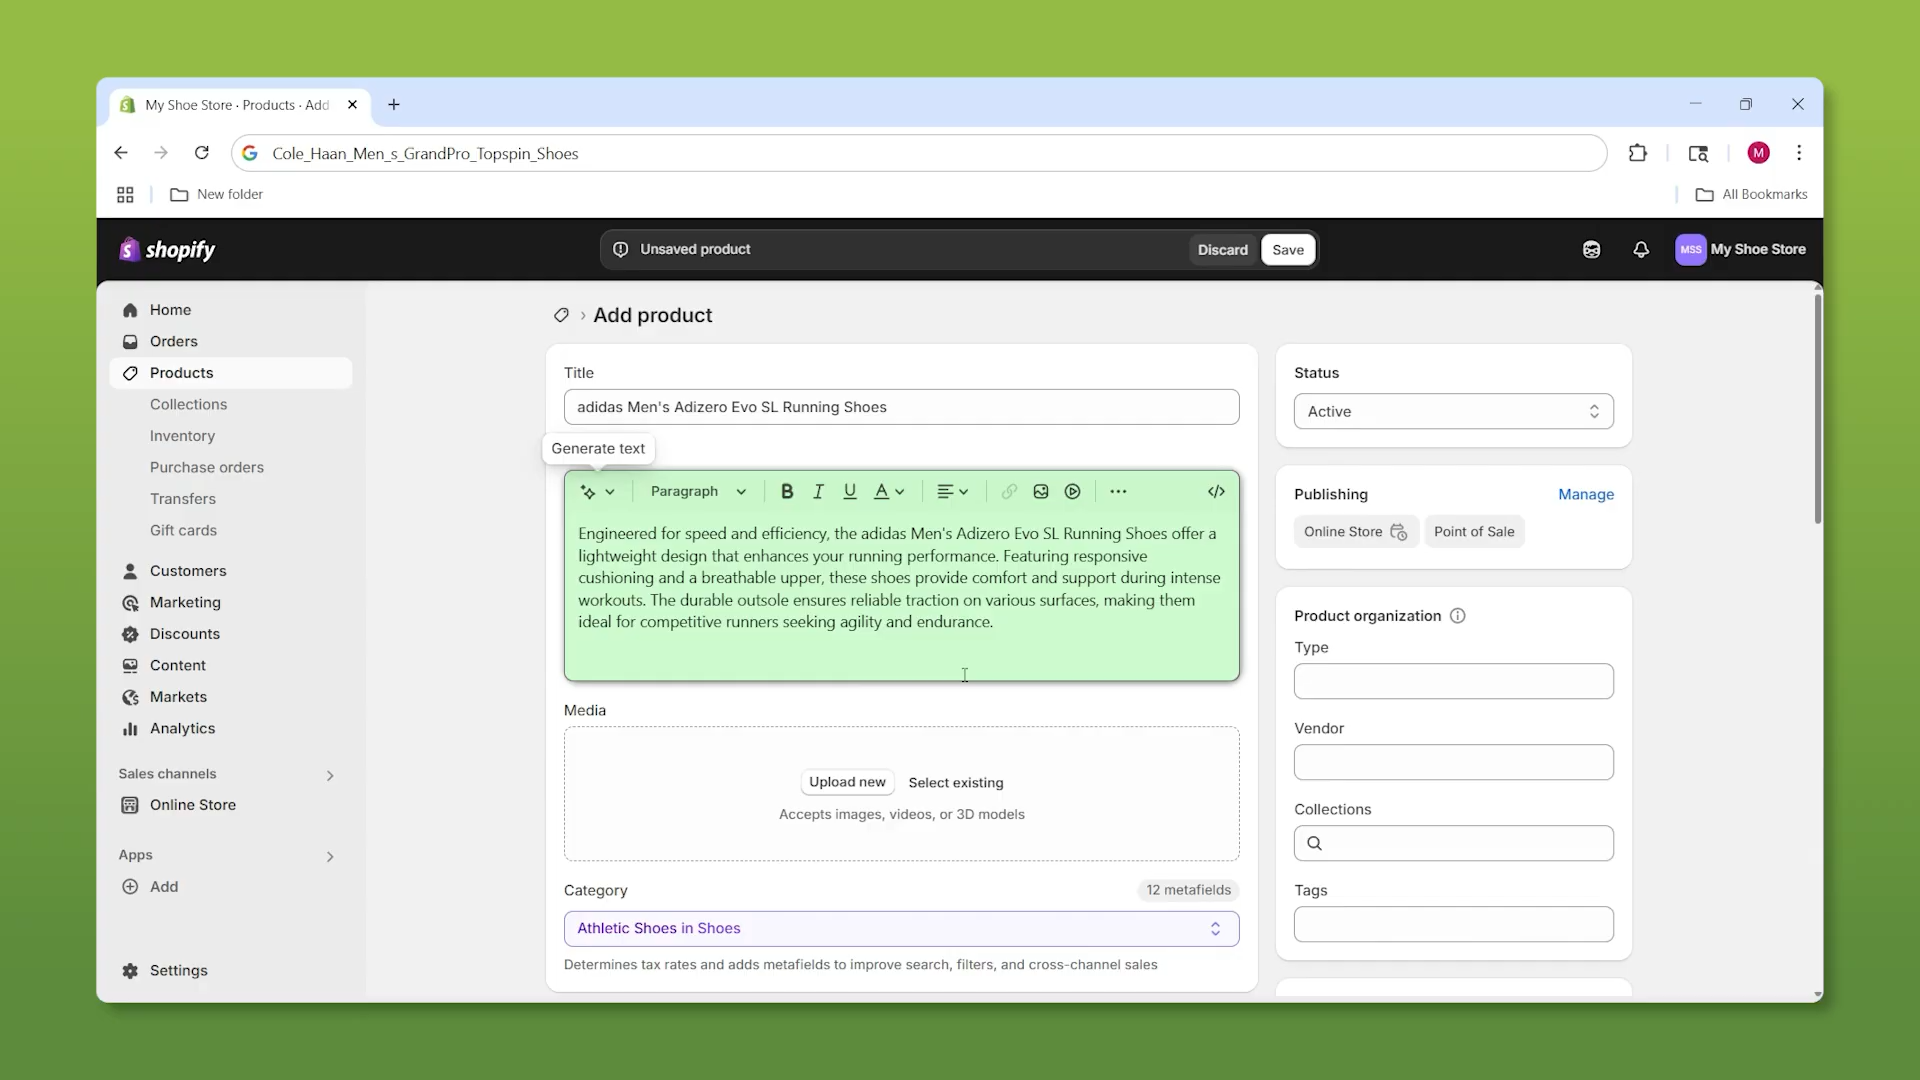 My Shoe Store · Products · Add
Cole_Haan_Men_s_GrandPro_Topspin_Shoes
M
New folder
All Bookmarks
shopify
Unsaved product
Discard
Save
MSS
My Shoe Store
Home
Orders
Products
Collections
Inventory
Purchase orders
Transfers
Gift cards
Customers
Marketing
Discounts
Content
Markets
Analytics
Sales channels
Online Store
Apps
Add
Settings
Add product
Title
adidas Men's Adizero Evo SL Running Shoes
Generate text
Paragraph
B I U A
Engineered for speed and efficiency, the adidas Men's Adizero Evo SL Running Shoes offer a
lightweight design that enhances your running performance. Featuring responsive
cushioning and a breathable upper, these shoes provide comfort and support during intense
workouts. The durable outsole ensures reliable traction on various surfaces, making them
ideal for competitive runners seeking agility and endurance.
Media
Upload new
Select existing
Accepts images, videos, or 3D models
Category
12 metafields
Athletic Shoes in Shoes
Determines tax rates and adds metafields to improve search, filters, and cross-channel sales
Status
Active
Publishing
Manage
Online Store
Point of Sale
Product organization
Type
Vendor
Collections
Tags